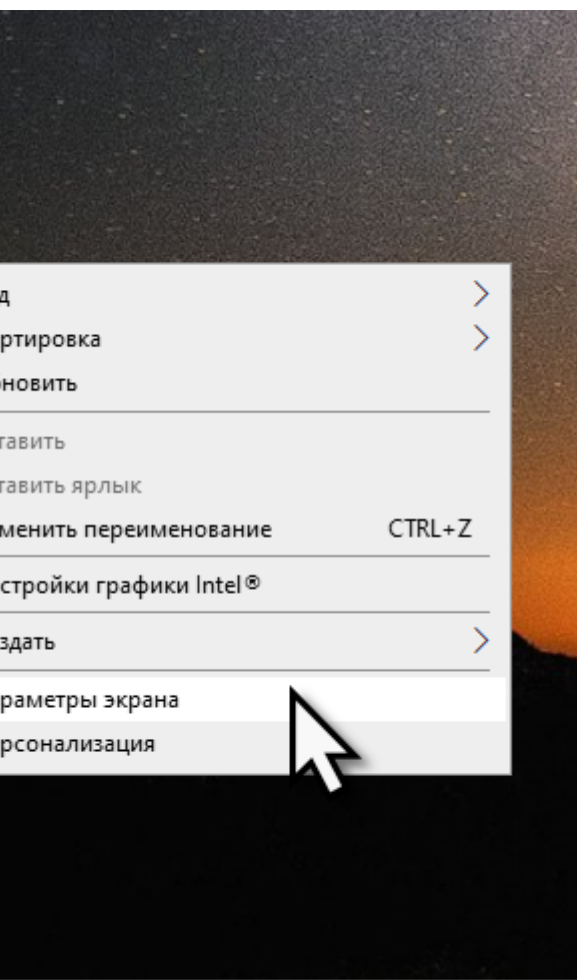 д
ртировка
новить
тавить
тавить ярлык
менить переименование CTRL+Z
стройки графики Intel®
здать
раметры экрана
рсонализация